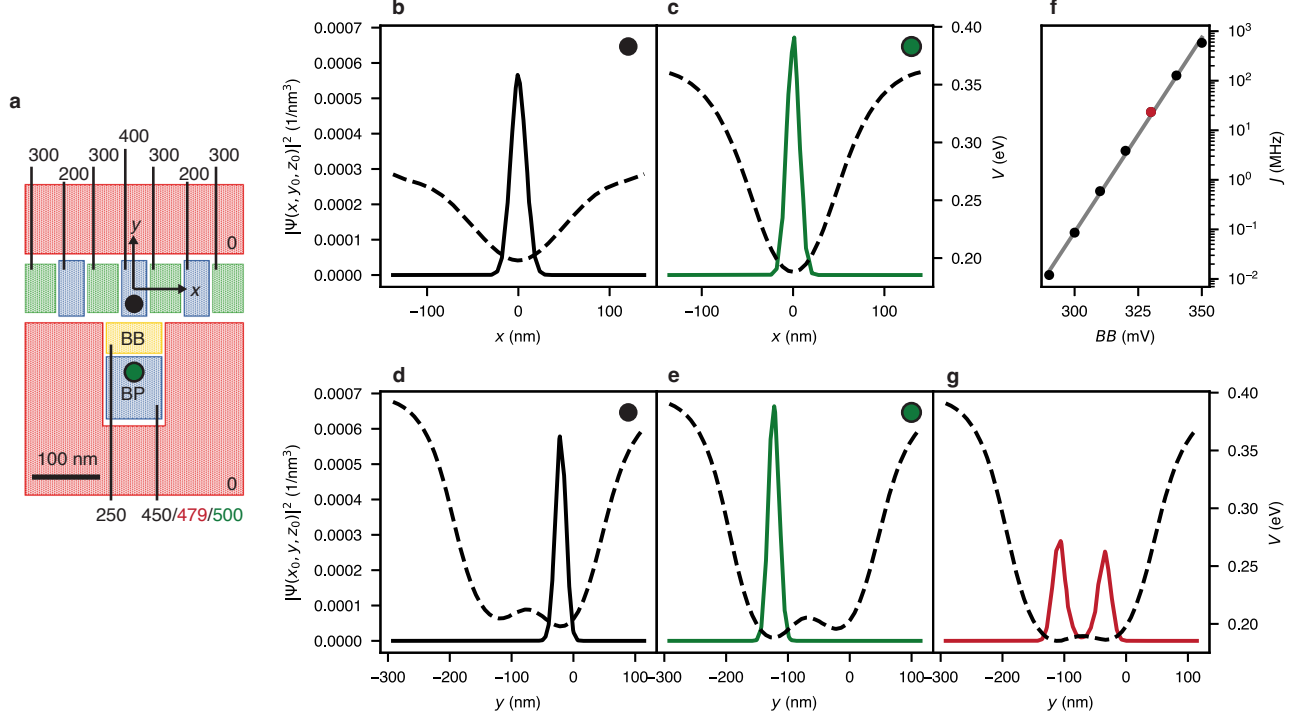 a
400
300 300 300 300
200 200
y
x
0
BB
BP
100 nm
0
250 450/479/500
b
0.0007
0.0006
0.0005
0.0004
0.0003
0.0002
0.0001
0.0000
|Ψ(x, y₀, z₀)|² (1/nm³)
−100 0 100
x (nm)
c
0.40
0.35
0.30
0.25
0.20
V (eV)
−100 0 100
x (nm)
f
10³
10²
10¹
10⁰
10⁻¹
10⁻²
J (MHz)
300 320 340 350
BB (mV)
d
0.0007
0.0006
0.0005
0.0004
0.0003
0.0002
0.0001
0.0000
|Ψ(x₀, y, z₀)|² (1/nm³)
−300 −200 −100 0 100
y (nm)
e
−300 −200 −100 0 100
y (nm)
g
0.40
0.35
0.30
0.25
0.20
V (eV)
−300 −200 −100 0 100
y (nm)